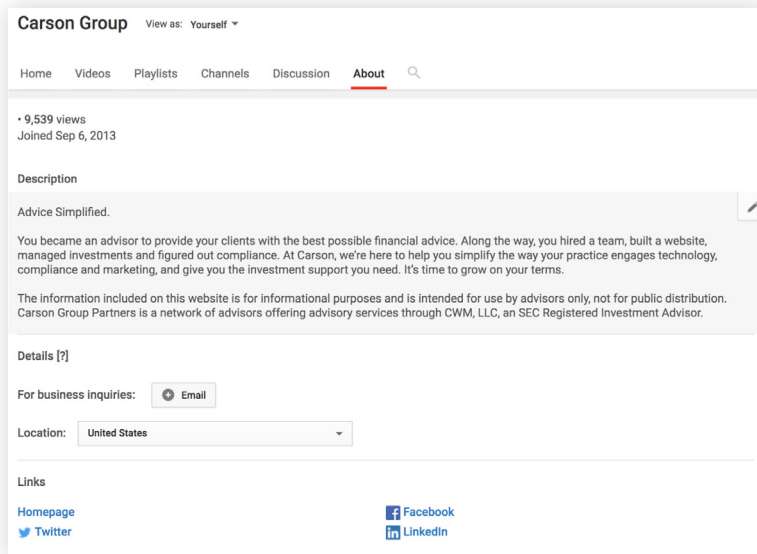 Carson Group View as: Yourself
Home Videos Playlists Channels Discussion About
• 9,539 views
Joined Sep 6, 2013
Description
Advice Simplified.
You became an advisor to provide your clients with the best possible financial advice. Along the way, you hired a team, built a website,
managed investments and figured out compliance. At Carson, we're here to help you simplify the way your practice engages technology,
compliance and marketing, and give you the investment support you need. It's time to grow on your terms.
The information included on this website is for informational purposes and is intended for use by advisors only, not for public distribution.
Carson Group Partners is a network of advisors offering advisory services through CWM, LLC, an SEC Registered Investment Advisor.
Details [?]
For business inquiries: Email
Location: United States
Links
Homepage Facebook
Twitter LinkedIn